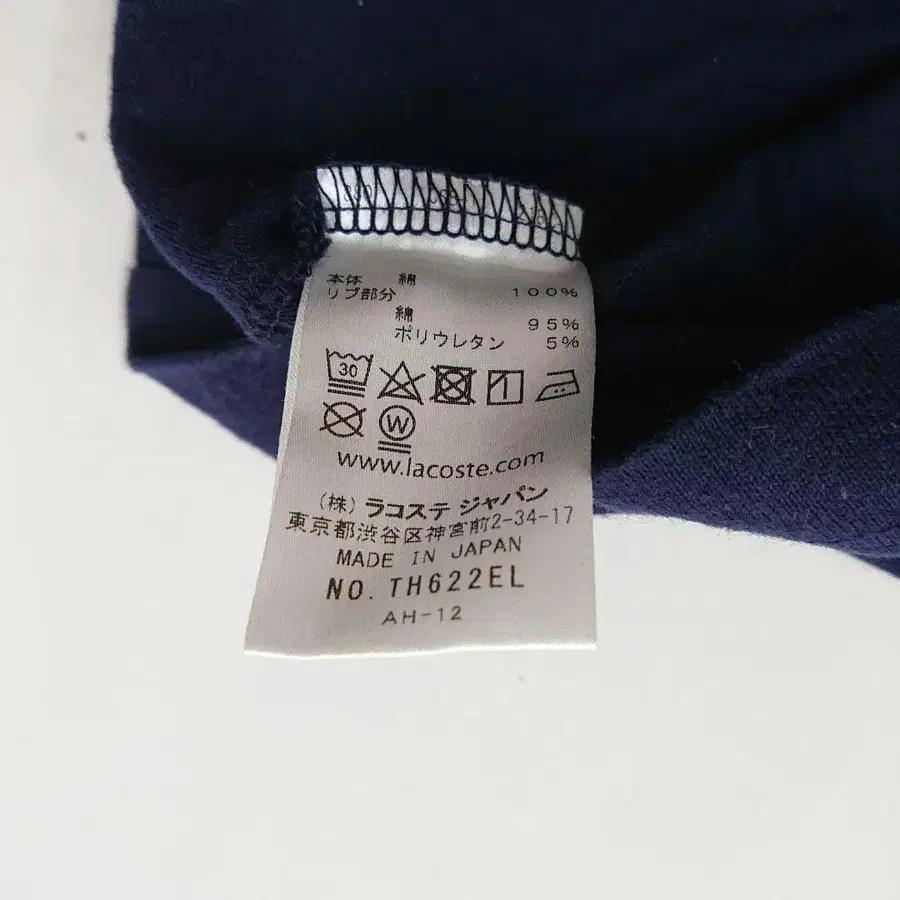 本体 綿 100%
リブ部分
綿 95%
ポリウレタン 5%
30
W
www.lacoste.com
(株) ラコステ ジャパン
東京都渋谷区神宮前2-34-17
MADE IN JAPAN
NO. TH622EL
AH-12